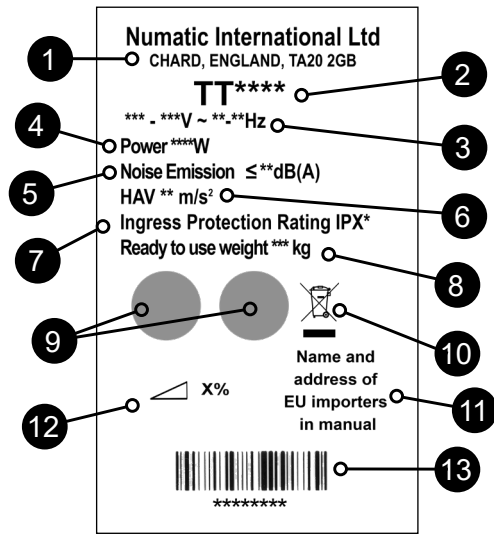 Numatic International Ltd
1 CHARD, ENGLAND, TA20 2GB
TT**** 2
*** - ***V ~ **-**Hz 3
4 Power ****W
5 Noise Emission ≤**dB(A)
HAV ** m/s² 6
7 Ingress Protection Rating IPX*
Ready to use weight *** kg 8
9
10
Name and
address of
EU importers 11
in manual
12 X%
13
********